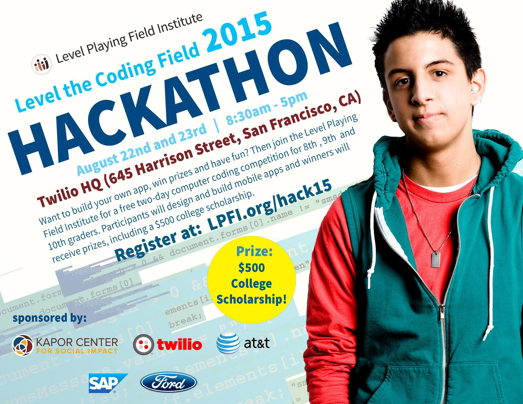 Level Playing Field Institute
Level the Coding Field 2015
HACKATHON
August 22nd and 23rd | 8:30am - 5pm
Twilio HQ (645 Harrison Street, San Francisco, CA)
Want to build your own app, win prizes and have fun? Then join the Level Playing
Field Institute for a free two-day computer coding competition for 8th ,9th and
10th graders. Participants will design and build mobile apps and winners will
receive prizes, including a $500 college scholarship.
Register at: LPFI.org/hack15
Prize:
$500
College
Scholarship!
document.forms[0]
sponsored by:
KAPOR CENTER
FOR SOCIAL IMPACT
twilio
at&t
SAP
Ford